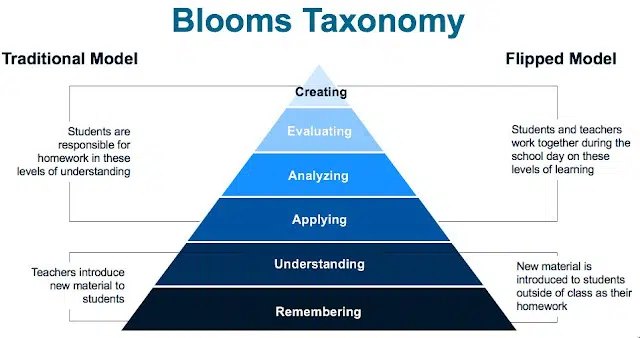 Blooms Taxonomy
Traditional Model
Flipped Model
Creating
Evaluating
Analyzing
Applying
Understanding
Remembering
Students are
responsible for
homework in these
levels of understanding
Teachers introduce
new material to
students
Students and teachers
work together during the
school day on these
levels of learning
New material is
introduced to students
outside of class as their
homework